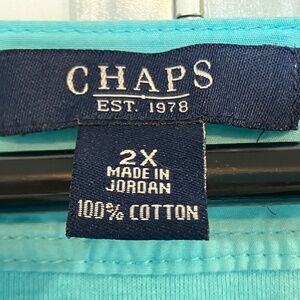 CHAPS
EST. 1978
2X
MADE IN
JORDAN
100% COTTON